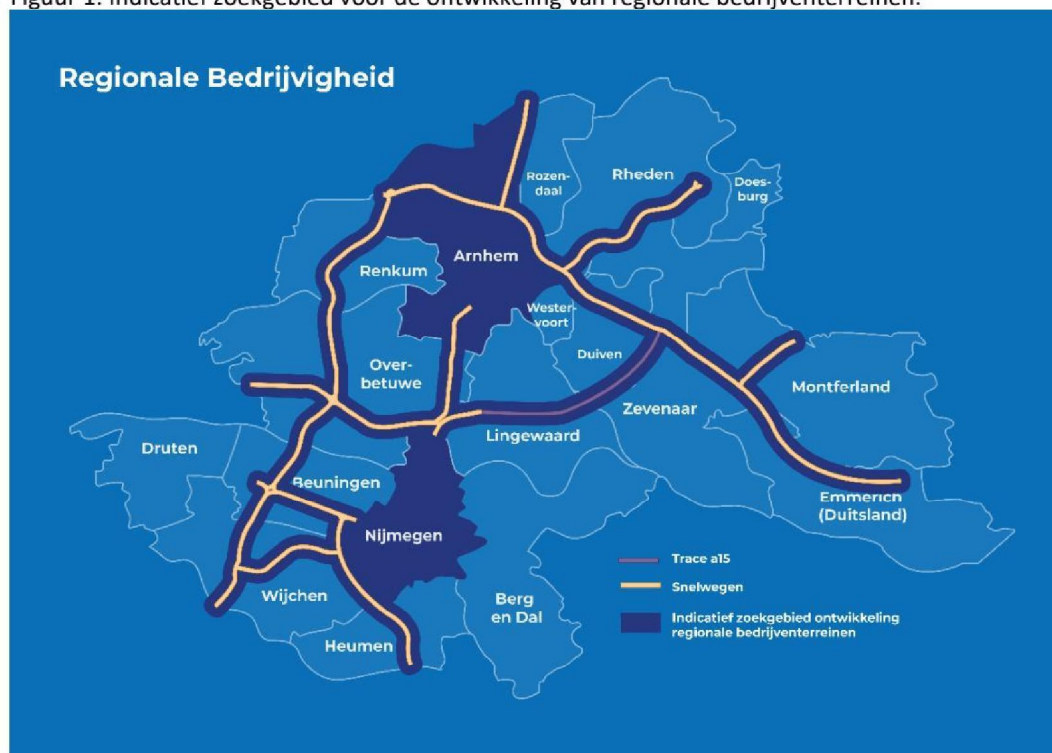 Figuur 1: Indicatief zoekgebied voor de ontwikkeling van regionale bedrijventerreinen.
Regionale Bedrijvigheid
Rozen-
daal
Rheden
Does-
burg
Arnhem
Renkum
Wester-
voort
Over-
betuwe
Duiven
Montferland
Zevenaar
Lingewaard
Druten
Beuningen
Emmerich
(Duitsland)
Nijmegen
Trace a15
Snelwegen
Wijchen
Berg
en Dal
Indicatief zoekgebied ontwikkeling
regionale bedrijventerreinen
Heumen